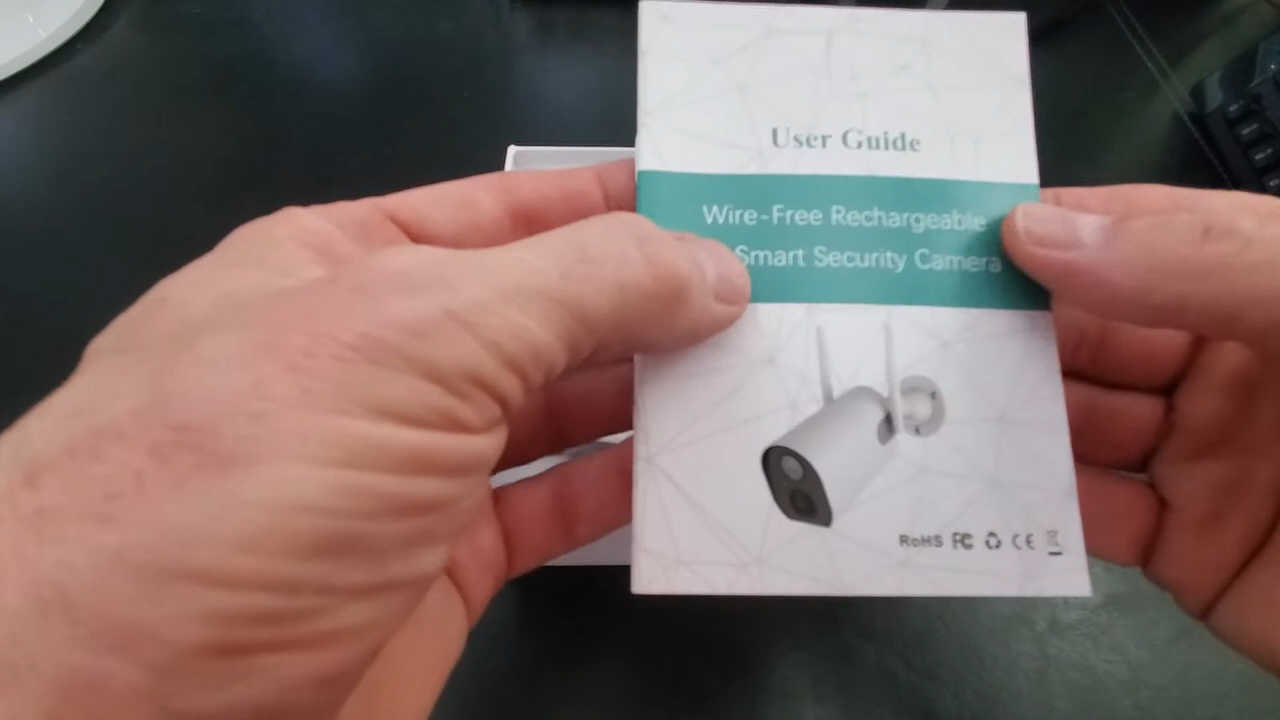 User Guide
Wire-Free Rechargeable
Smart Security Camera
RoHS FC CE